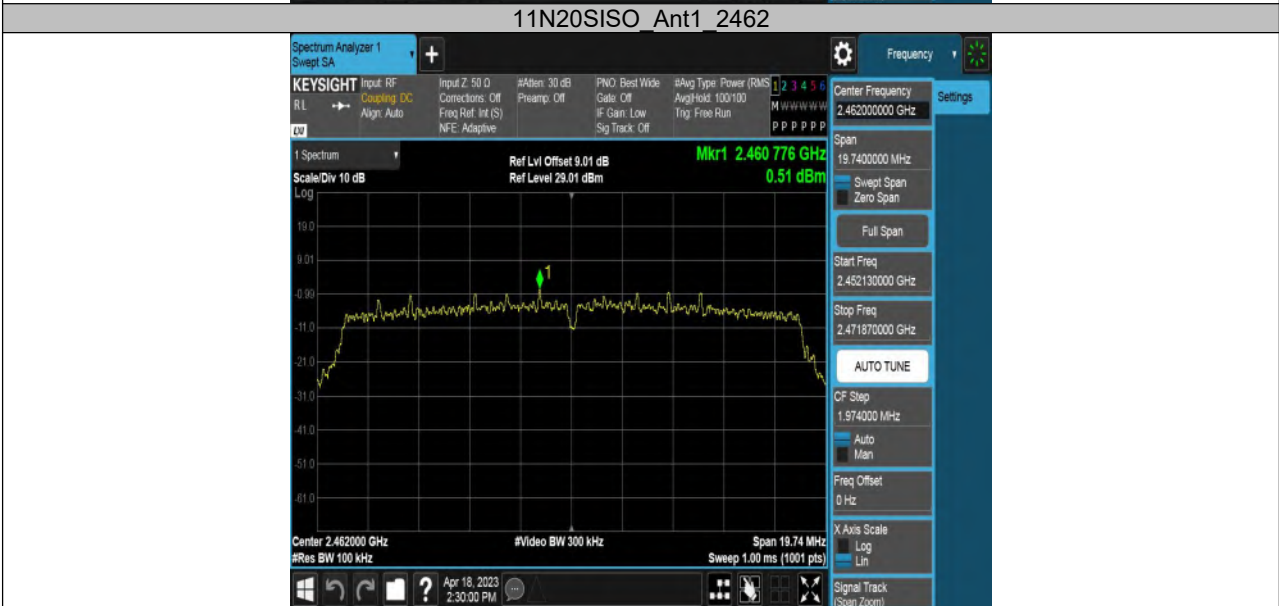 11N20SISO_Ant1_2462
Spectrum Analyzer 1
Swept SA
+
Frequency
KEYSIGHT
RL
LXI
Input: RF
Coupling: DC
Align: Auto
Input Z: 50 Ω
Corrections: Off
Freq Ref: Int (S)
NFE: Adaptive
#Atten: 30 dB
Preamp: Off
PNO: Best Wide
Gate: Off
IF Gain: Low
Sig Track: Off
#Avg Type: Power (RMS
Avg|Hold: 100/100
Trig: Free Run
1 2 3 4 5 6
M W W W W W
P P P P P P
Center Frequency
2.462000000 GHz
Settings
1 Spectrum
Scale/Div 10 dB
Log
Ref Lvl Offset 9.01 dB
Ref Level 29.01 dBm
Mkr1 2.460 776 GHz
0.51 dBm
Span
19.7400000 MHz
Swept Span
Zero Span
Full Span
Start Freq
2.452130000 GHz
Stop Freq
2.471870000 GHz
AUTO TUNE
CF Step
1.974000 MHz
Auto
Man
Freq Offset
0 Hz
X Axis Scale
Log
Lin
Signal Track
(Span Zoom)
19.0
9.01
1
-0.99
-11.0
-21.0
-31.0
-41.0
-51.0
-61.0
Center 2.462000 GHz
#Res BW 100 kHz
#Video BW 300 kHz
Span 19.74 MHz
Sweep 1.00 ms (1001 pts)
?
Apr 18, 2023
2:30:00 PM